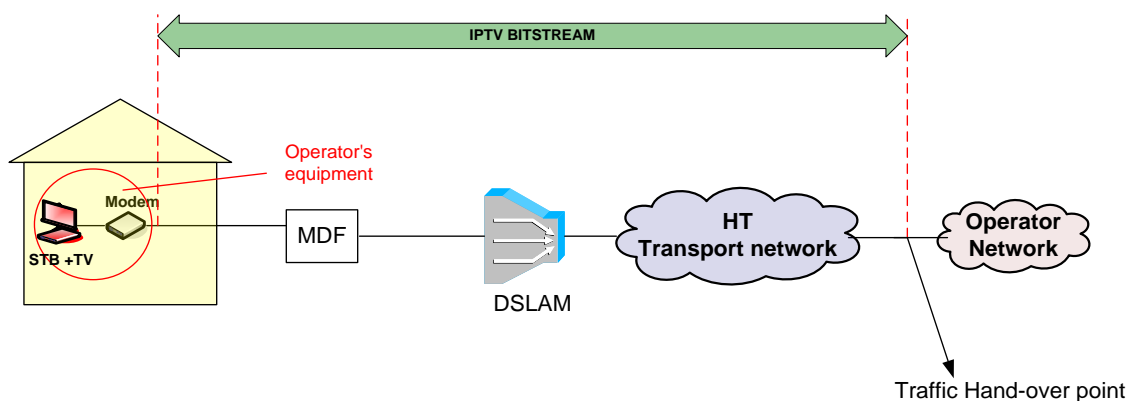 IPTV BITSTREAM
Operator's
equipment
Modem
STB +TV
MDF
DSLAM
HT
Transport network
Operator
Network
Traffic Hand-over point